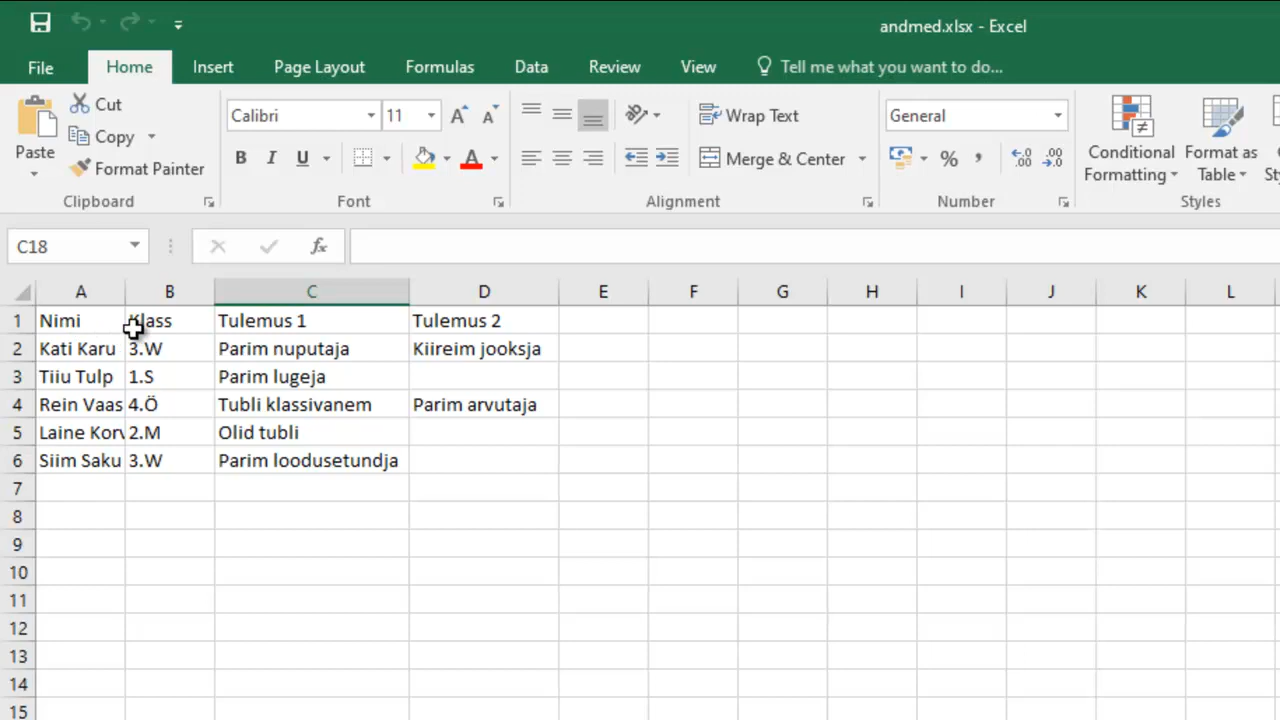 andmed.xlsx - Excel
File Home Insert Page Layout Formulas Data Review View Tell me what you want to do...
Cut
Copy
Format Painter
Paste
Clipboard
Calibri 11
B I U
Font
Wrap Text
Merge & Center
Alignment
General
%
Number
Conditional Formatting
Format as Table
Styles
C18 fx
A B C D E F G H I J K L
1 Nimi Klass Tulemus 1 Tulemus 2
2 Kati Karu 3.W Parim nuputaja Kiireim jooksja
3 Tiiu Tulp 1.S Parim lugeja
4 Rein Vaas 4.Ö Tubli klassivanem Parim arvutaja
5 Laine Korv 2.M Olid tubli
6 Siim Saku 3.W Parim loodusetundja
7
8
9
10
11
12
13
14
15